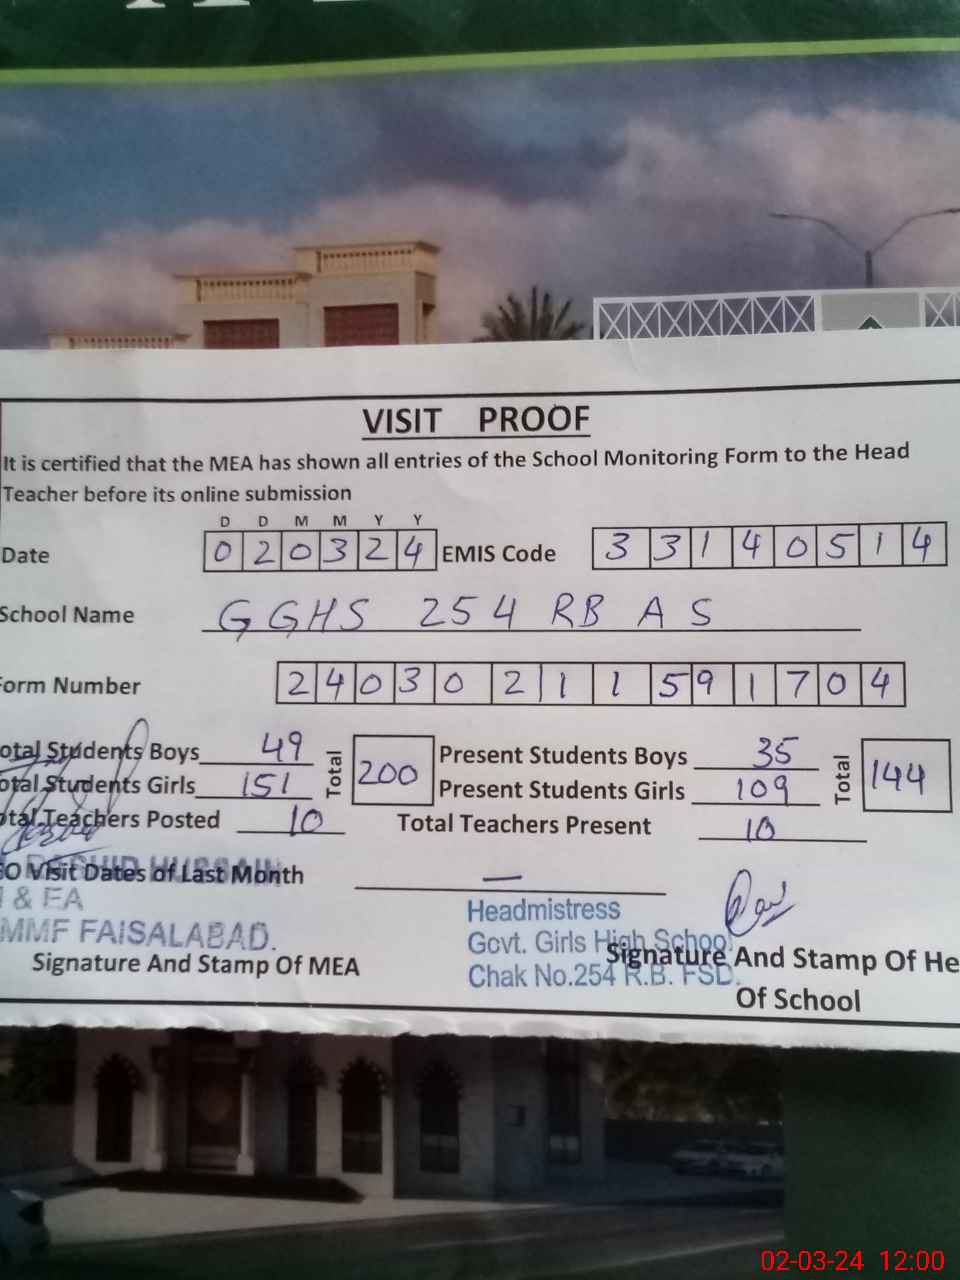 VISIT PROOF
It is certified that the MEA has shown all entries of the School Monitoring Form to the Head
Teacher before its online submission
D D M M Y Y
Date 0 2 0 3 2 4 EMIS Code 3 3 1 4 0 5 1 4
School Name GGHS 254 RB A S
orm Number 2 4 0 3 0 2 1 1 5 9 1 7 0 4
otal Students Boys 49 Total 200 Present Students Boys 35 Total 144
otal Students Girls 151 Present Students Girls 109
otal Teachers Posted 10 Total Teachers Present 10
EO Visit Dates of Last Month —
HUSSAIN
& EA
MMF FAISALABAD.
Signature And Stamp Of MEA
Headmistress
Govt. Girls High School
Chak No.254 R.B. FSD.
Signature And Stamp Of He
Of School
02-03-24 12:00